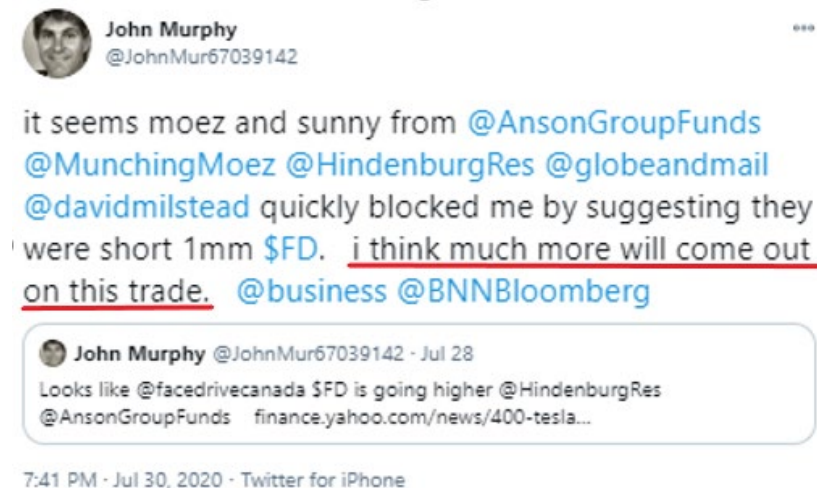 John Murphy
@JohnMur67039142
it seems moez and sunny from @AnsonGroupFunds
@MunchingMoez @HindenburgRes @globeandmail
@davidmilstead quickly blocked me by suggesting they
were short 1mm $FD. i think much more will come out
on this trade. @business @BNNBloomberg
John Murphy @JohnMur67039142 · Jul 28
Looks like @facedrivecanada $FD is going higher @HindenburgRes
@AnsonGroupFunds finance.yahoo.com/news/400-tesla...
7:41 PM · Jul 30, 2020 · Twitter for iPhone